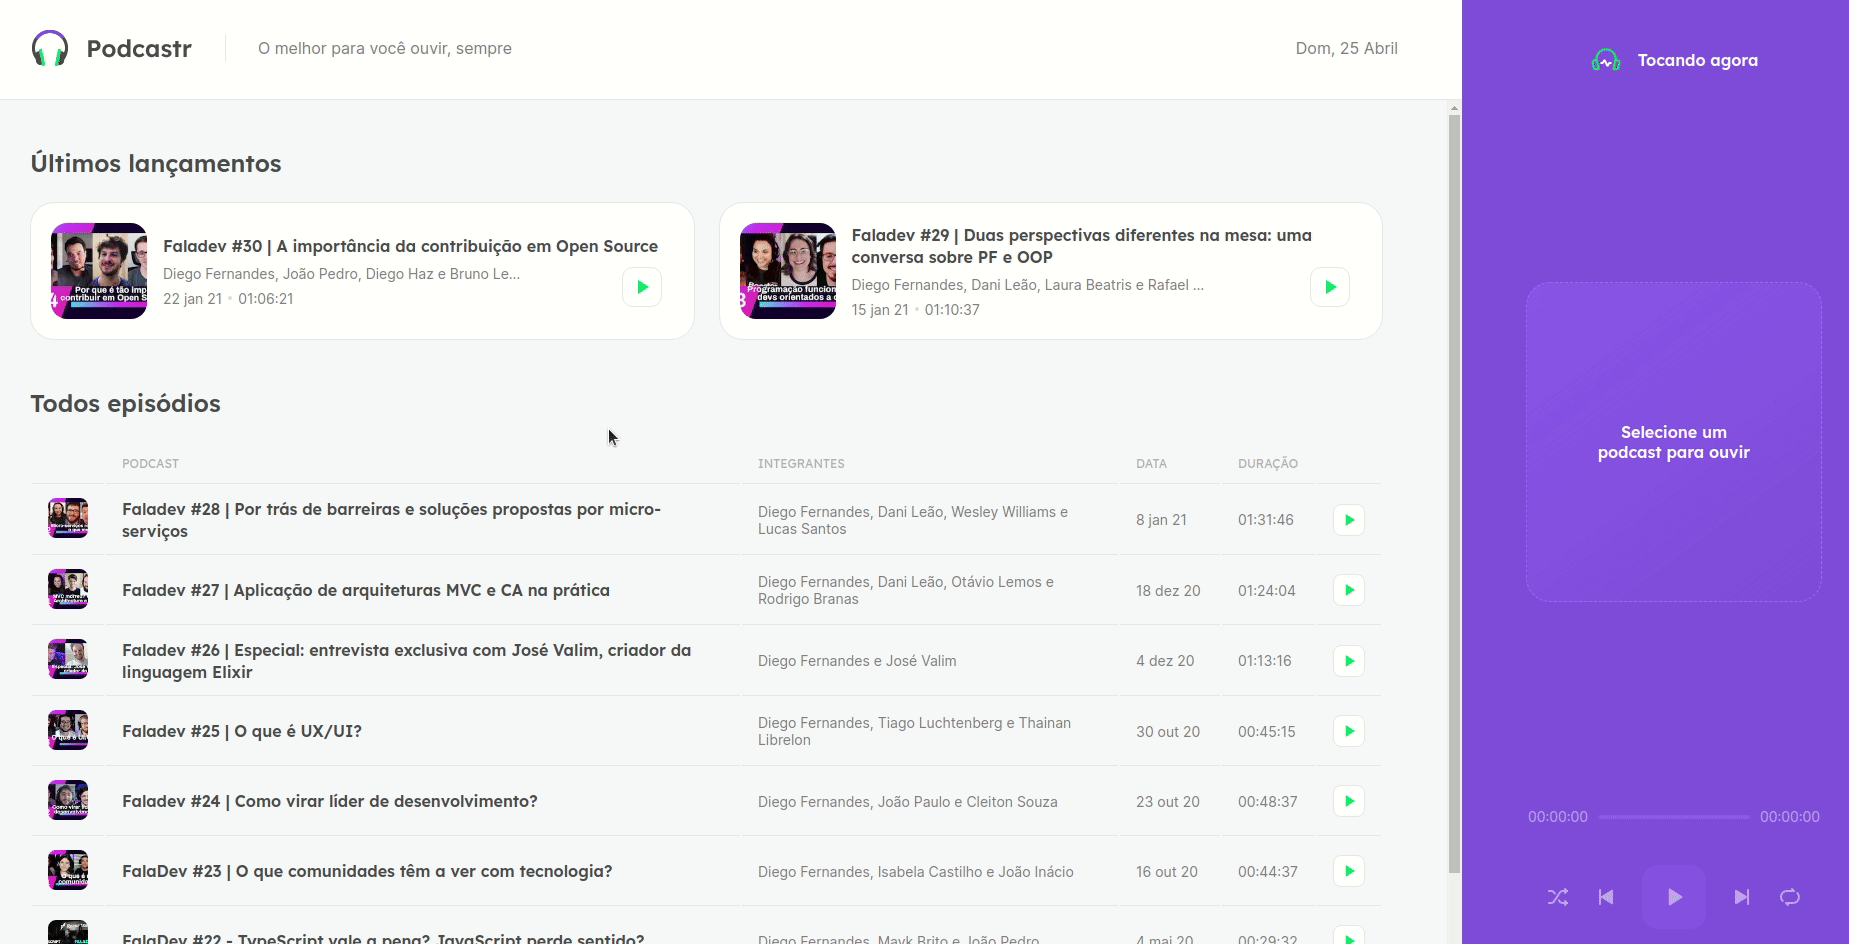 Podcastr
O melhor para você ouvir, sempre
Dom, 25 Abril
Tocando agora
Últimos lançamentos
Faladev #30 | A importância da contribuição em Open Source
Diego Fernandes, João Pedro, Diego Haz e Bruno Le...
22 jan 21 • 01:06:21
Faladev #29 | Duas perspectivas diferentes na mesa: uma
conversa sobre PF e OOP
Diego Fernandes, Dani Leão, Laura Beatris e Rafael ...
15 jan 21 • 01:10:37
Todos episódios
PODCAST INTEGRANTES DATA DURAÇÃO
Faladev #28 | Por trás de barreiras e soluções propostas por micro-
serviços
Diego Fernandes, Dani Leão, Wesley Williams e
Lucas Santos
8 jan 21
01:31:46
Faladev #27 | Aplicação de arquiteturas MVC e CA na prática
Diego Fernandes, Dani Leão, Otávio Lemos e
Rodrigo Branas
18 dez 20
01:24:04
Faladev #26 | Especial: entrevista exclusiva com José Valim, criador da
linguagem Elixir
Diego Fernandes e José Valim
4 dez 20
01:13:16
Faladev #25 | O que é UX/UI?
Diego Fernandes, Tiago Luchtenberg e Thainan
Librelon
30 out 20
00:45:15
Faladev #24 | Como virar líder de desenvolvimento?
Diego Fernandes, João Paulo e Cleiton Souza
23 out 20
00:48:37
FalaDev #23 | O que comunidades têm a ver com tecnologia?
Diego Fernandes, Isabela Castilho e João Inácio
16 out 20
00:44:37
FalaDev #22 - TypeScript vale a pena? JavaScript perde sentido?
Diego Fernandes, Mayk Brito e João Pedro
4 mai 20
00:29:32
Selecione um
podcast para ouvir
00:00:00
00:00:00